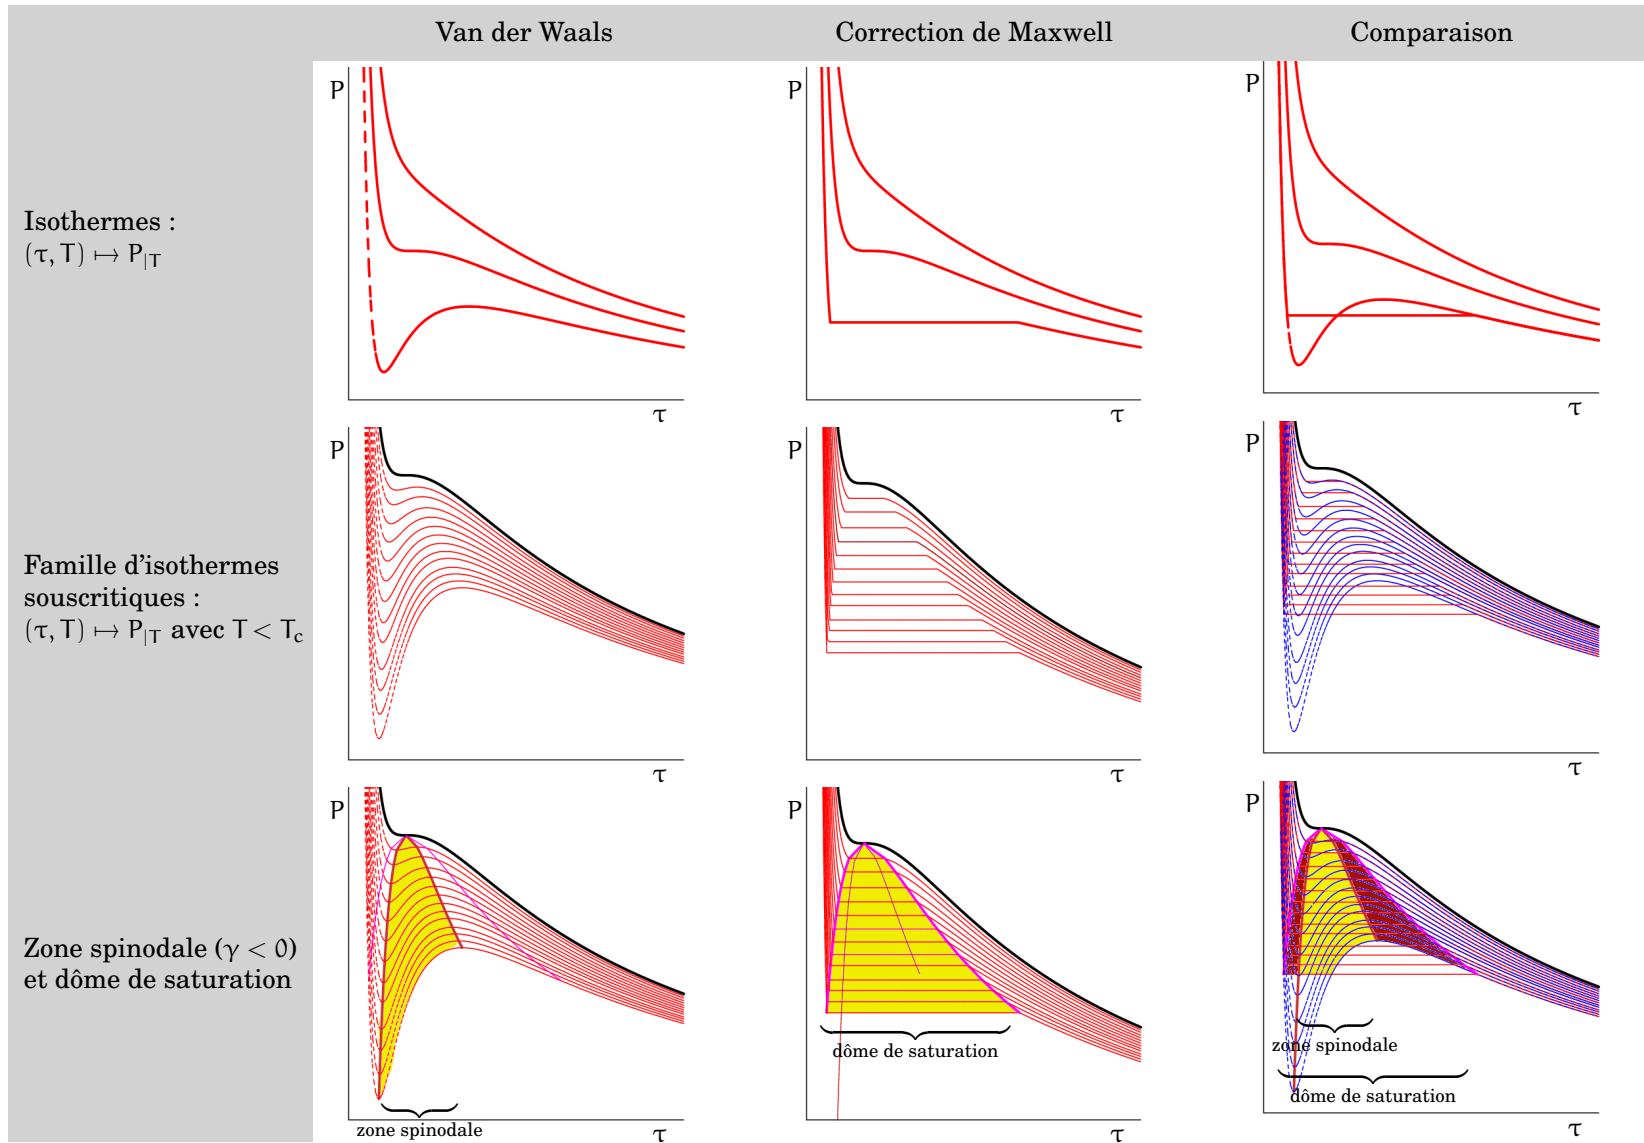 Van der Waals
Correction de Maxwell
Comparaison
Isothermes :
(τ, T) ↦ P|T
P
τ
P
τ
P
τ
Famille d'isothermes
souscritiques :
(τ, T) ↦ P|T avec T < Tc
P
τ
P
τ
P
τ
Zone spinodale (γ < 0)
et dôme de saturation
P
zone spinodale
τ
P
dôme de saturation
τ
P
zone spinodale
dôme de saturation
τ